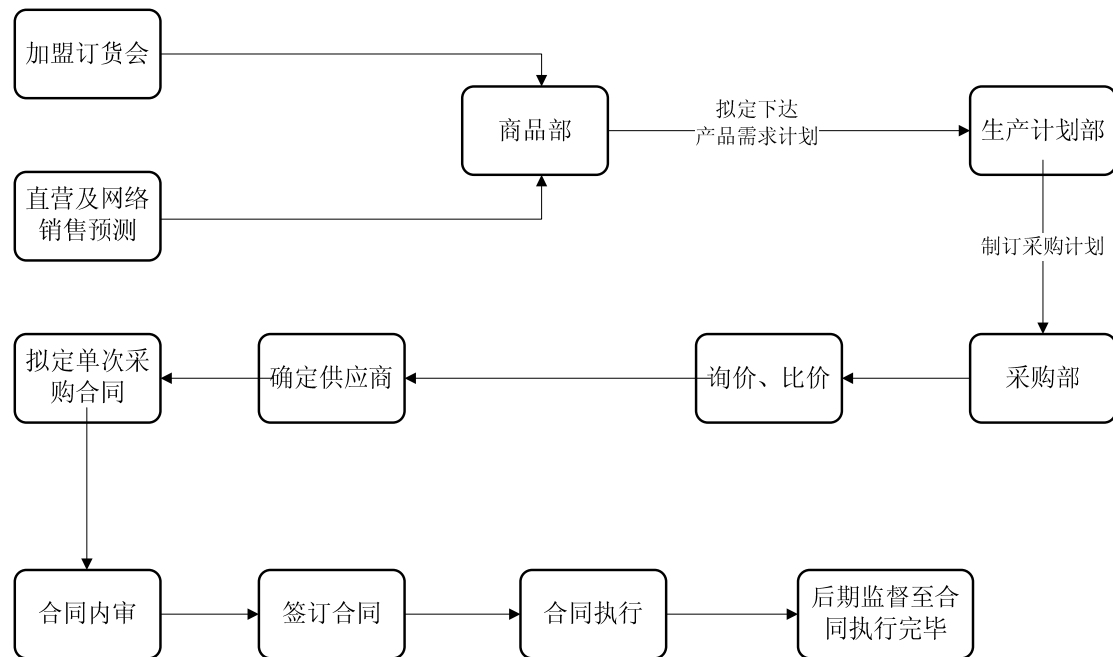 加盟订货会
商品部
拟定下达
产品需求计划
生产计划部
直营及网络
销售预测
制订采购计划
拟定单次采
购合同
确定供应商
询价、比价
采购部
合同内审
签订合同
合同执行
后期监督至合
同执行完毕